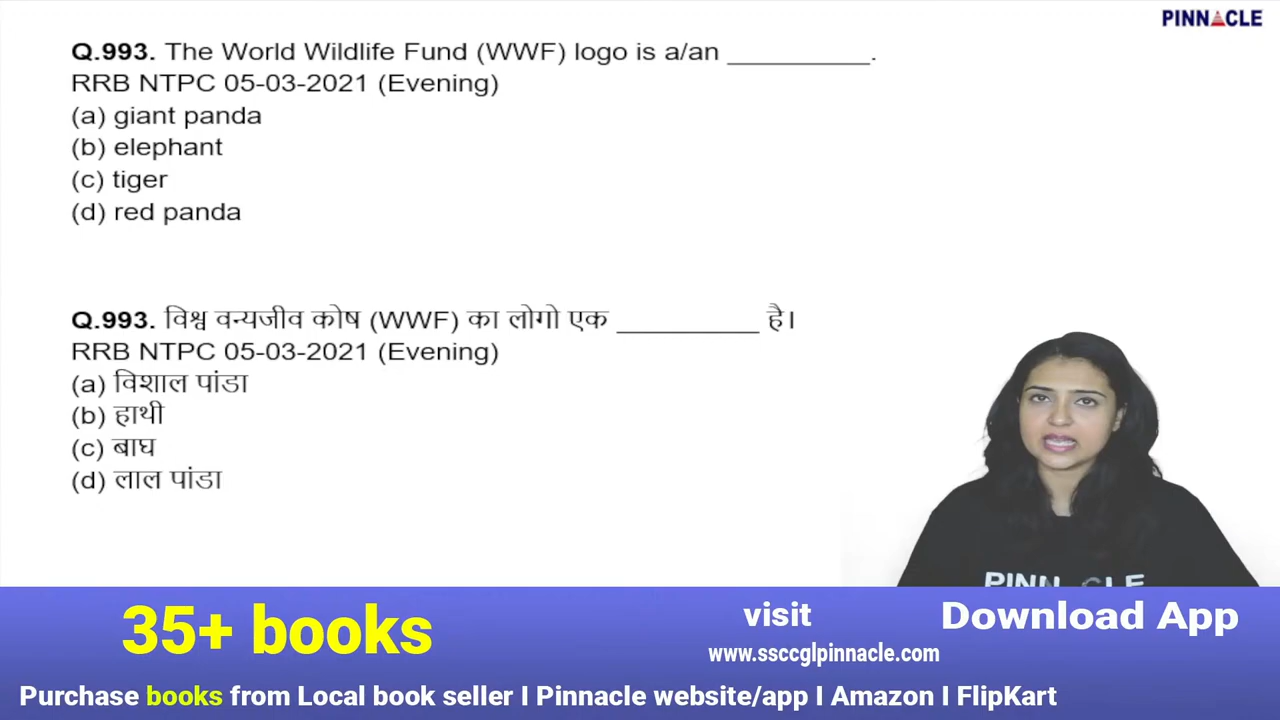 PINNACLE
Q.993. The World Wildlife Fund (WWF) logo is a/an __________.
RRB NTPC 05-03-2021 (Evening)
(a) giant panda
(b) elephant
(c) tiger
(d) red panda
Q.993. विश्व वन्यजीव कोष (WWF) का लोगो एक __________ है।
RRB NTPC 05-03-2021 (Evening)
(a) विशाल पांडा
(b) हाथी
(c) बाघ
(d) लाल पांडा
PINNACLE
35+ books
visit
www.ssccglpinnacle.com
Download App
Purchase books from Local book seller I Pinnacle website/app I Amazon I FlipKart